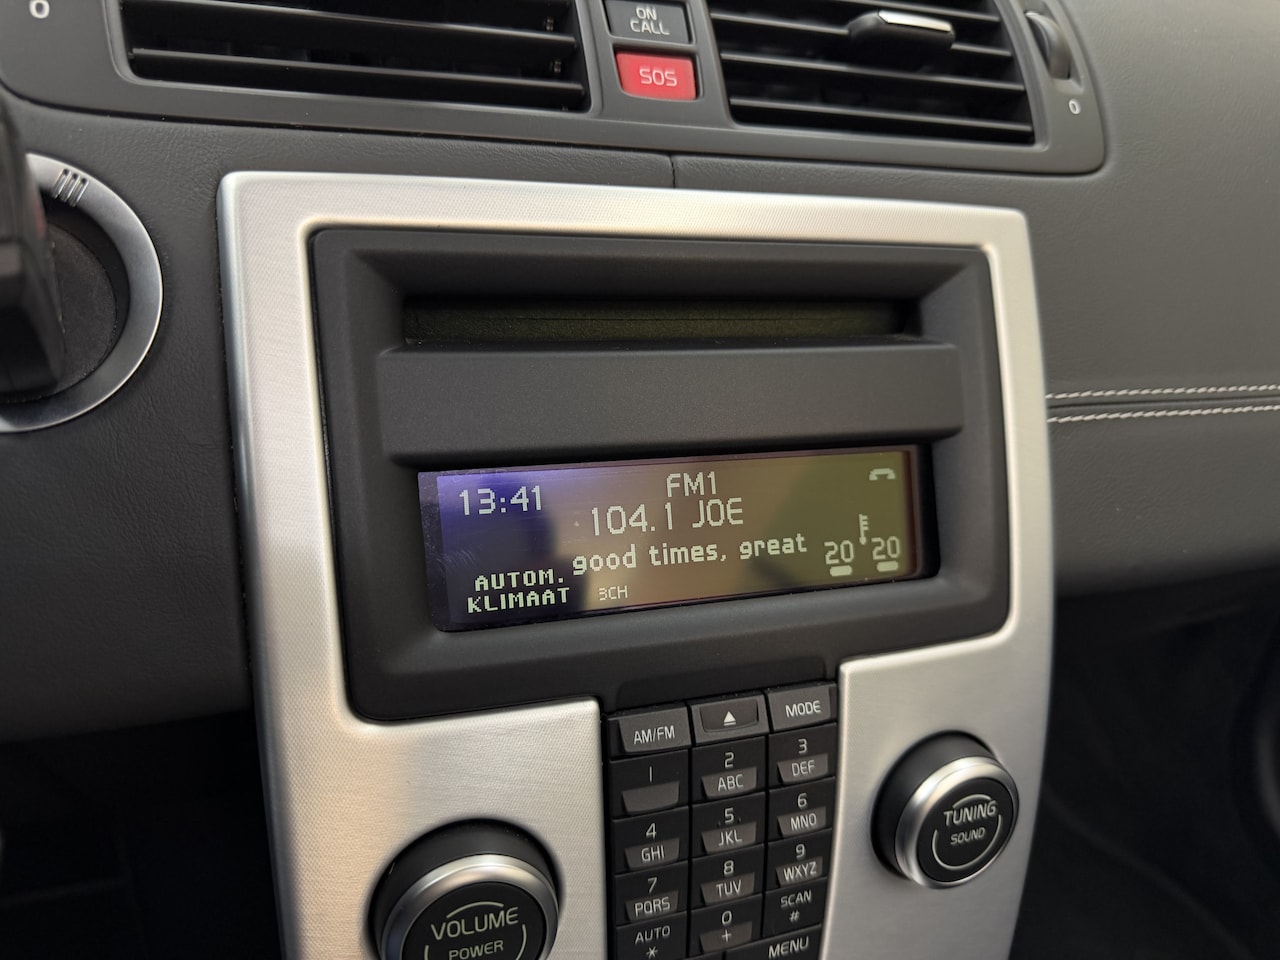 0
ON
CALL
SOS
0
13:41
FM1
104.1 JOE
good times, great
20 20
AUTOM.
KLIMAAT
3CH
AM/FM
MODE
1
2
ABC
3
DEF
4
GHI
5
JKL
6
MNO
7
PQRS
8
TUV
9
WXYZ
AUTO
*
0
+
SCAN
#
MENU
VOLUME
POWER
TUNING
SOUND